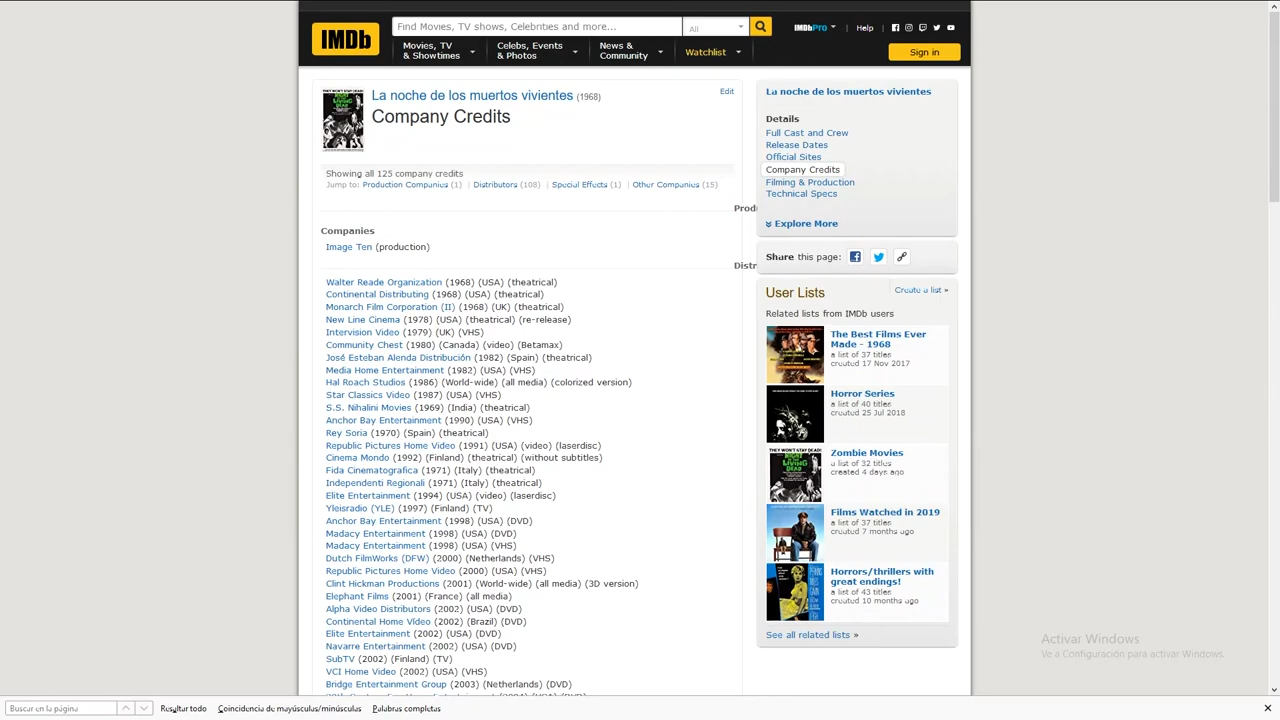 Find Movies, TV shows, Celebrities and more...
All
IMDbPro
Help
IMDb
Movies, TV
& Showtimes
Celebs, Events
& Photos
News &
Community
Watchlist
Sign in
THEY WON'T STAY DEAD!
NIGHT OF THE
LIVING
DEAD
La noche de los muertos vivientes (1968)
Edit
Company Credits
Showing all 125 company credits
Jump to: Production Companies (1) | Distributors (108) | Special Effects (1) | Other Companies (15)
Prod
Companies
Image Ten (production)
Distr
Walter Reade Organization (1968) (USA) (theatrical)
Continental Distributing (1968) (USA) (theatrical)
Monarch Film Corporation (II) (1968) (UK) (theatrical)
New Line Cinema (1978) (USA) (theatrical) (re-release)
Intervision Video (1979) (UK) (VHS)
Community Chest (1980) (Canada) (video) (Betamax)
José Esteban Alenda Distribución (1982) (Spain) (theatrical)
Media Home Entertainment (1982) (USA) (VHS)
Hal Roach Studios (1986) (World-wide) (all media) (colorized version)
Star Classics Video (1987) (USA) (VHS)
S.S. Nihalini Movies (1969) (India) (theatrical)
Anchor Bay Entertainment (1990) (USA) (VHS)
Rey Soria (1970) (Spain) (theatrical)
Republic Pictures Home Video (1991) (USA) (video) (laserdisc)
Cinema Mondo (1992) (Finland) (theatrical) (without subtitles)
Fida Cinematografica (1971) (Italy) (theatrical)
Independenti Regionali (1971) (Italy) (theatrical)
Elite Entertainment (1994) (USA) (video) (laserdisc)
Yleisradio (YLE) (1997) (Finland) (TV)
Anchor Bay Entertainment (1998) (USA) (DVD)
Madacy Entertainment (1998) (USA) (DVD)
Madacy Entertainment (1998) (USA) (VHS)
Dutch FilmWorks (DFW) (2000) (Netherlands) (VHS)
Republic Pictures Home Video (2000) (USA) (VHS)
Clint Hickman Productions (2001) (World-wide) (all media) (3D version)
Elephant Films (2001) (France) (all media)
Alpha Video Distributors (2002) (USA) (DVD)
Continental Home Vídeo (2002) (Brazil) (DVD)
Elite Entertainment (2002) (USA) (DVD)
Navarre Entertainment (2002) (USA) (DVD)
SubTV (2002) (Finland) (TV)
VCI Home Video (2002) (USA) (VHS)
Bridge Entertainment Group (2003) (Netherlands) (DVD)
La noche de los muertos vivientes
Details
Full Cast and Crew
Release Dates
Official Sites
Company Credits
Filming & Production
Technical Specs
Explore More
Share this page:
User Lists
Create a list »
Related lists from IMDb users
The Best Films Ever
Made - 1968
a list of 37 titles
created 17 Nov 2017
Horror Series
a list of 40 titles
created 25 Jul 2018
Zombie Movies
a list of 32 titles
created 4 days ago
Films Watched in 2019
a list of 37 titles
created 7 months ago
Horrors/thrillers with
great endings!
a list of 43 titles
created 10 months ago
See all related lists »
Activar Windows
Ve a Configuración para activar Windows.
Buscar en la página
Resaltar todo
Coincidencia de mayúsculas/minúsculas
Palabras completas